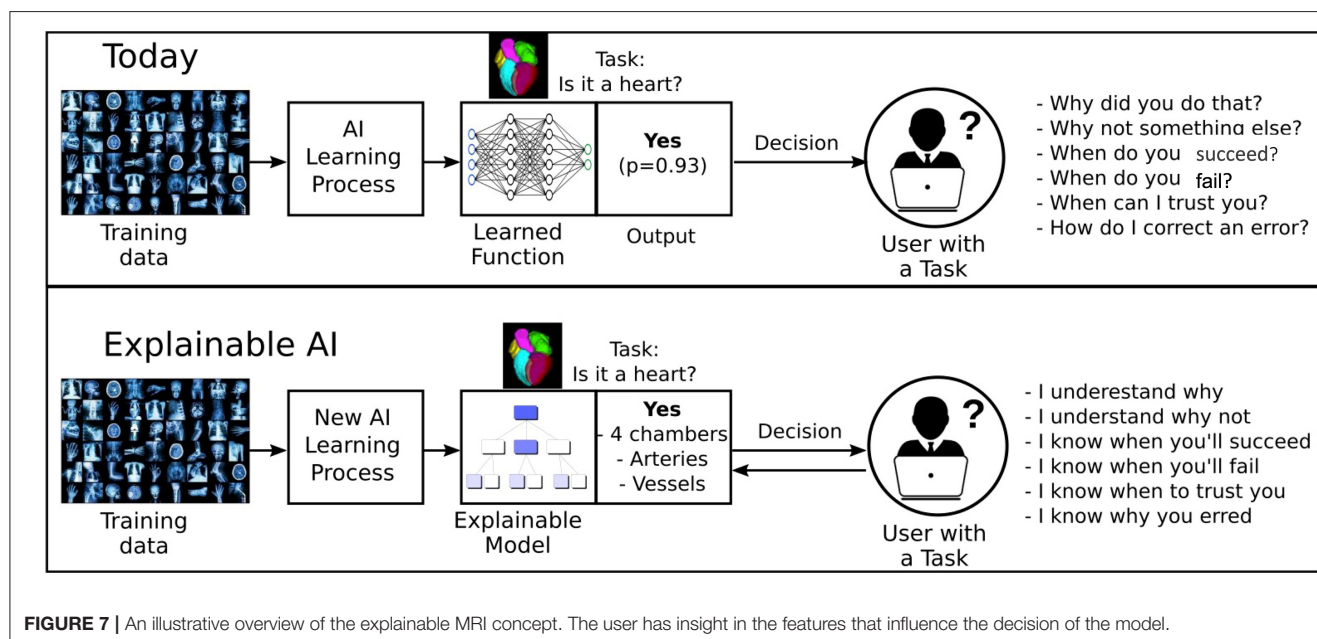 Today
Task:
Is it a heart?
AI
Learning
Process
Yes
(p=0.93)
Decision
?
- Why did you do that?
- Why not something else?
- When do you succeed?
- When do you fail?
- When can I trust you?
- How do I correct an error?
Training
data
Learned
Function
Output
User with
a Task
Explainable AI
Task:
Is it a heart?
New AI
Learning
Process
Yes
- 4 chambers
- Arteries
- Vessels
Decision
?
- I underestand why
- I understand why not
- I know when you'll succeed
- I know when you'll fail
- I know when to trust you
- I know why you erred
Training
data
Explainable
Model
User with
a Task
FIGURE 7 | An illustrative overview of the explainable MRI concept. The user has insight in the features that influence the decision of the model.